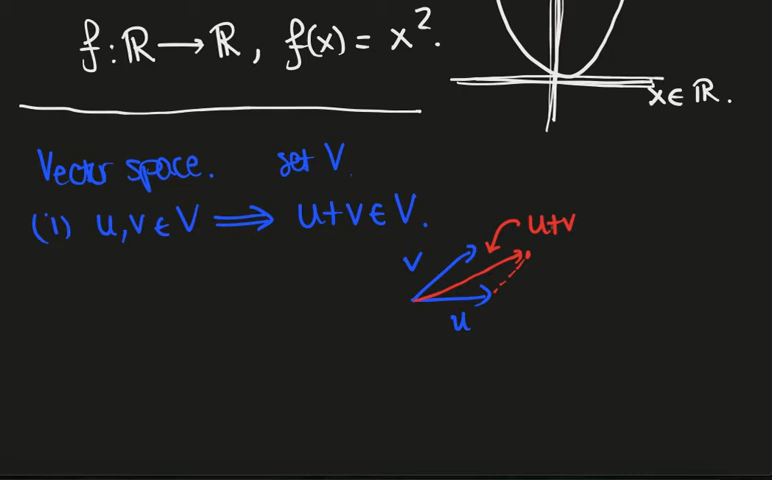 f : ℝ → ℝ, f(x) = x².
x ∈ ℝ.
Vector space. set V.
(i) u, v ∈ V ⟹ u+v ∈ V.
u+v
v
u